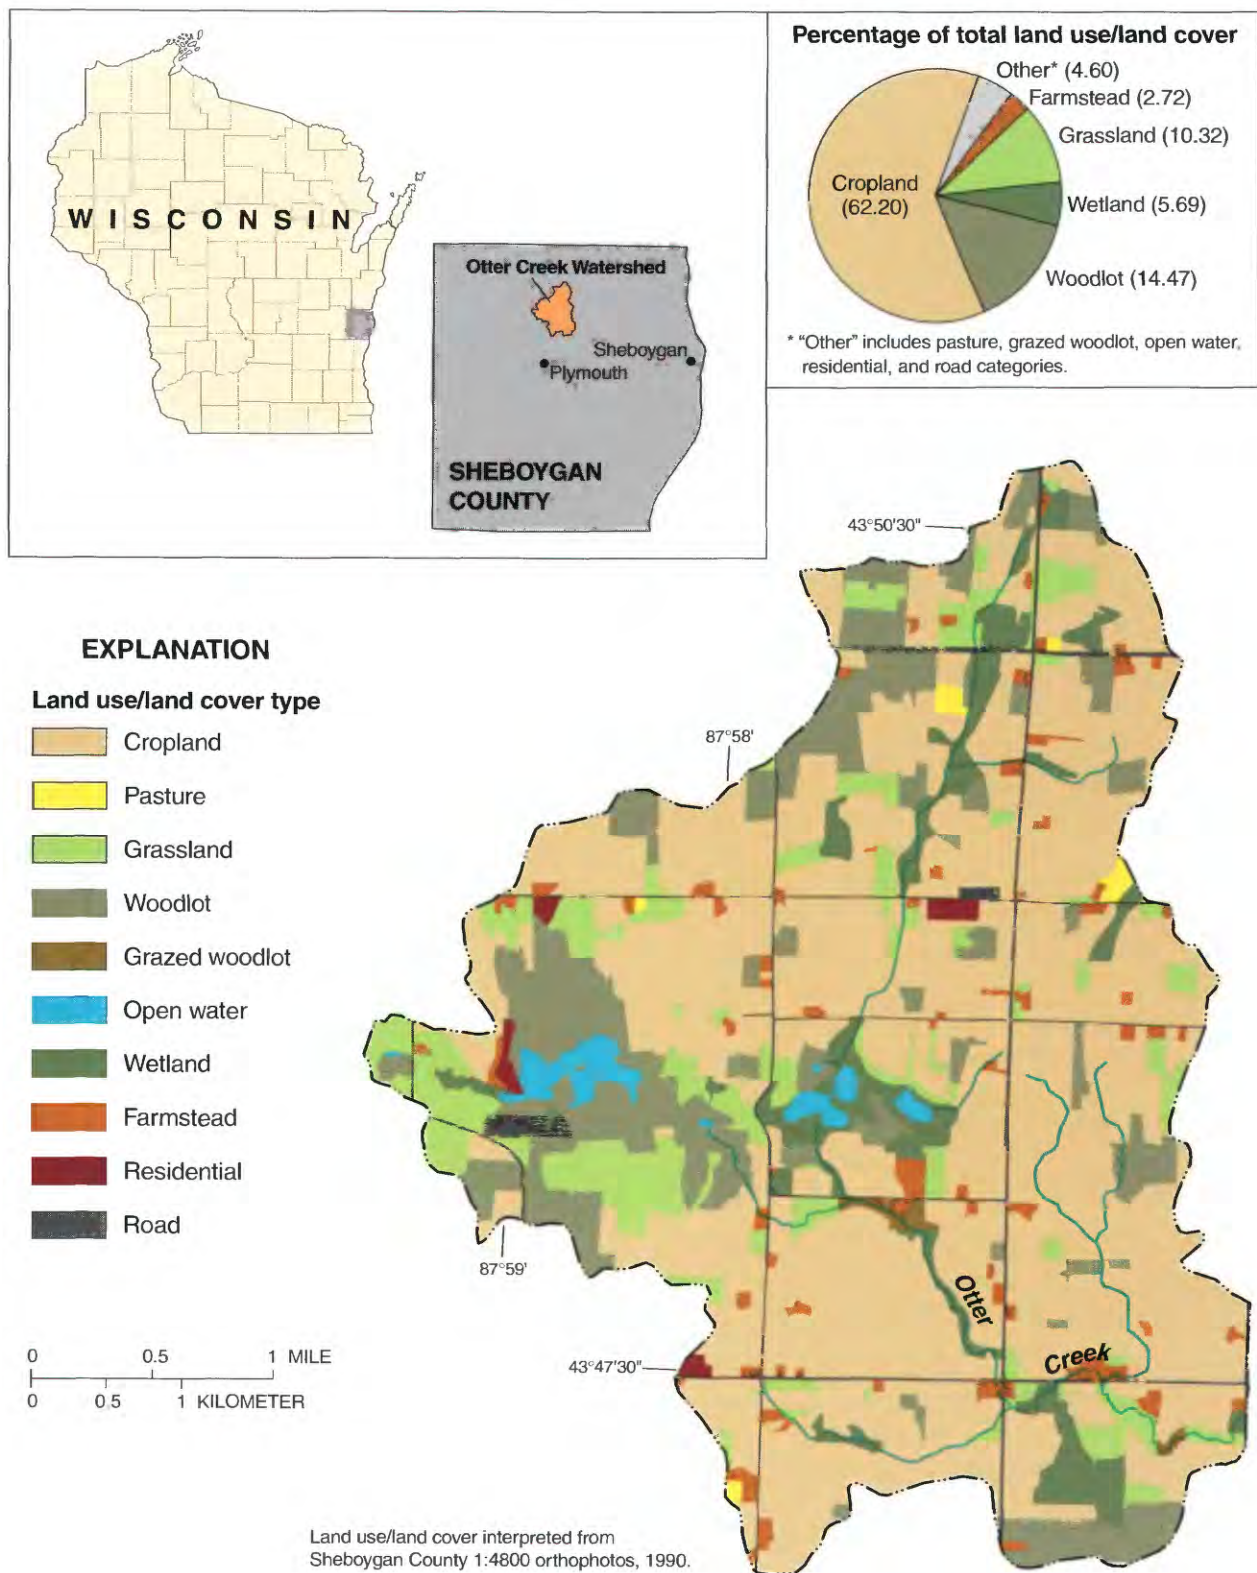 WISCONSIN
Otter Creek Watershed
Sheboygan
Plymouth
SHEBOYGAN
COUNTY
Percentage of total land use/land cover
Other* (4.60)
Farmstead (2.72)
Grassland (10.32)
Cropland
(62.20)
Wetland (5.69)
Woodlot (14.47)
* "Other" includes pasture, grazed woodlot, open water,
residential, and road categories.
EXPLANATION
Land use/land cover type
Cropland
Pasture
Grassland
Woodlot
Grazed woodlot
Open water
Wetland
Farmstead
Residential
Road
0 0.5 1 MILE
0 0.5 1 KILOMETER
43°50'30"
87°58'
87°59'
43°47'30"
Otter
Creek
Land use/land cover interpreted from
Sheboygan County 1:4800 orthophotos, 1990.